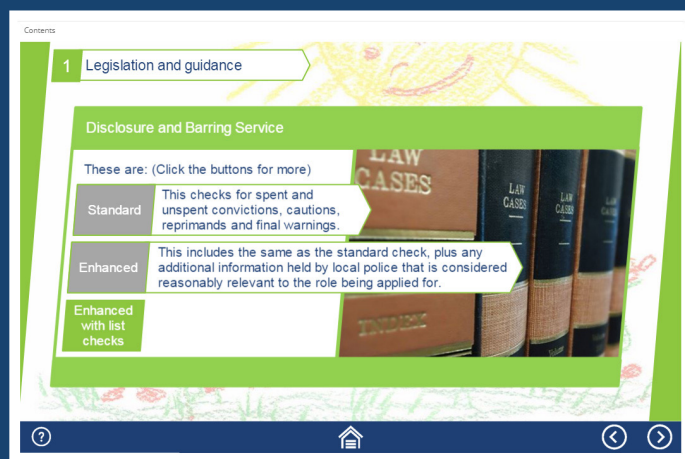 Contents
1 Legislation and guidance
Disclosure and Barring Service
These are: (Click the buttons for more)
Standard
This checks for spent and
unspent convictions, cautions,
reprimands and final warnings.
Enhanced
This includes the same as the standard check, plus any
additional information held by local police that is considered
reasonably relevant to the role being applied for.
Enhanced
with list
checks
LAW
CASES
INDEX
LAW
CASES
LAW
CASES
LAW
CASES
?